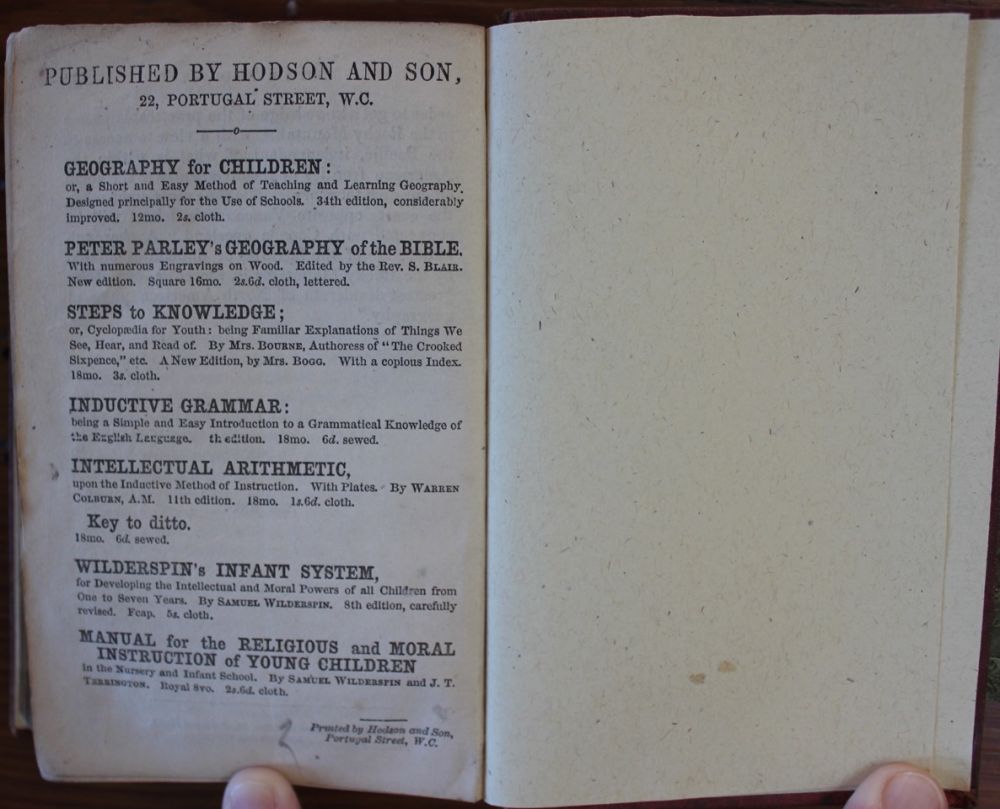 PUBLISHED BY HODSON AND SON,
22, PORTUGAL STREET, W.C.
GEOGRAPHY for CHILDREN:
or, a Short and Easy Method of Teaching and Learning Geography.
Designed principally for the Use of Schools. 34th edition, considerably
improved. 12mo. 2s. cloth.
PETER PARLEY's GEOGRAPHY of the BIBLE.
With numerous Engravings on Wood. Edited by the Rev. S. BLAIR.
New edition. Square 16mo. 2s.6d. cloth, lettered.
STEPS to KNOWLEDGE;
or, Cyclopædia for Youth: being Familiar Explanations of Things We
See, Hear, and Read of. By Mrs. BOURNE, Authoress of "The Crooked
Sixpence," etc. A New Edition, by Mrs. BOGG. With a copious Index.
18mo. 3s. cloth.
INDUCTIVE GRAMMAR:
being a Simple and Easy Introduction to a Grammatical Knowledge of
the English Language. th edition. 18mo. 6d. sewed.
INTELLECTUAL ARITHMETIC,
upon the Inductive Method of Instruction. With Plates. By WARREN
COLBURN, A.M. 11th edition. 18mo. 1s.6d. cloth.
Key to ditto.
18mo. 6d. sewed.
WILDERSPIN's INFANT SYSTEM,
for Developing the Intellectual and Moral Powers of all Children from
One to Seven Years. By SAMUEL WILDERSPIN. 8th edition, carefully
revised. Fcap. 5s. cloth.
MANUAL for the RELIGIOUS and MORAL
INSTRUCTION of YOUNG CHILDREN
in the Nursery and Infant School. By SAMUEL WILDERSPIN and J. T.
TERRINGTON. Royal 8vo. 2s.6d. cloth.
Printed by Hodson and Son,
Portugal Street, W.C.